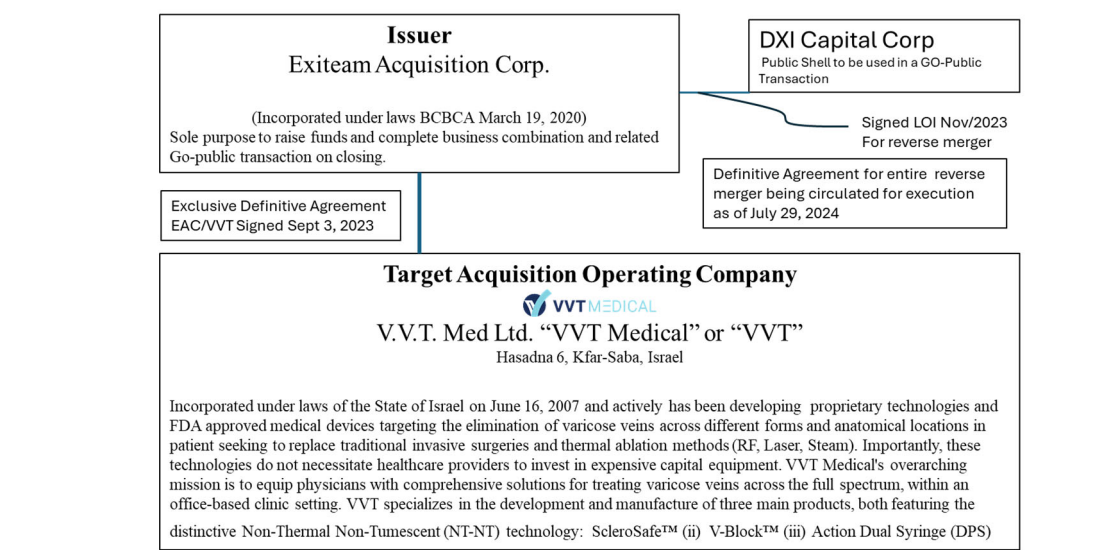 Issuer
Exiteam Acquisition Corp.
(Incorporated under laws BCBCA March 19, 2020)
Sole purpose to raise funds and complete business combination and related
Go-public transaction on closing.
DXI Capital Corp
Public Shell to be used in a GO-Public
Transaction
Signed LOI Nov/2023
For reverse merger
Definitive Agreement for entire reverse
merger being circulated for execution
as of July 29, 2024
Exclusive Definitive Agreement
EAC/VVT Signed Sept 3, 2023
Target Acquisition Operating Company
VVT MEDICAL
V.V.T. Med Ltd. “VVT Medical” or “VVT”
Hasadna 6, Kfar-Saba, Israel
Incorporated under laws of the State of Israel on June 16, 2007 and actively has been developing proprietary technologies and
FDA approved medical devices targeting the elimination of varicose veins across different forms and anatomical locations in
patient seeking to replace traditional invasive surgeries and thermal ablation methods (RF, Laser, Steam). Importantly, these
technologies do not necessitate healthcare providers to invest in expensive capital equipment. VVT Medical's overarching
mission is to equip physicians with comprehensive solutions for treating varicose veins across the full spectrum, within an
office-based clinic setting. VVT specializes in the development and manufacture of three main products, both featuring the
distinctive Non-Thermal Non-Tumescent (NT-NT) technology: ScleroSafe™ (ii) V-Block™ (iii) Action Dual Syringe (DPS)